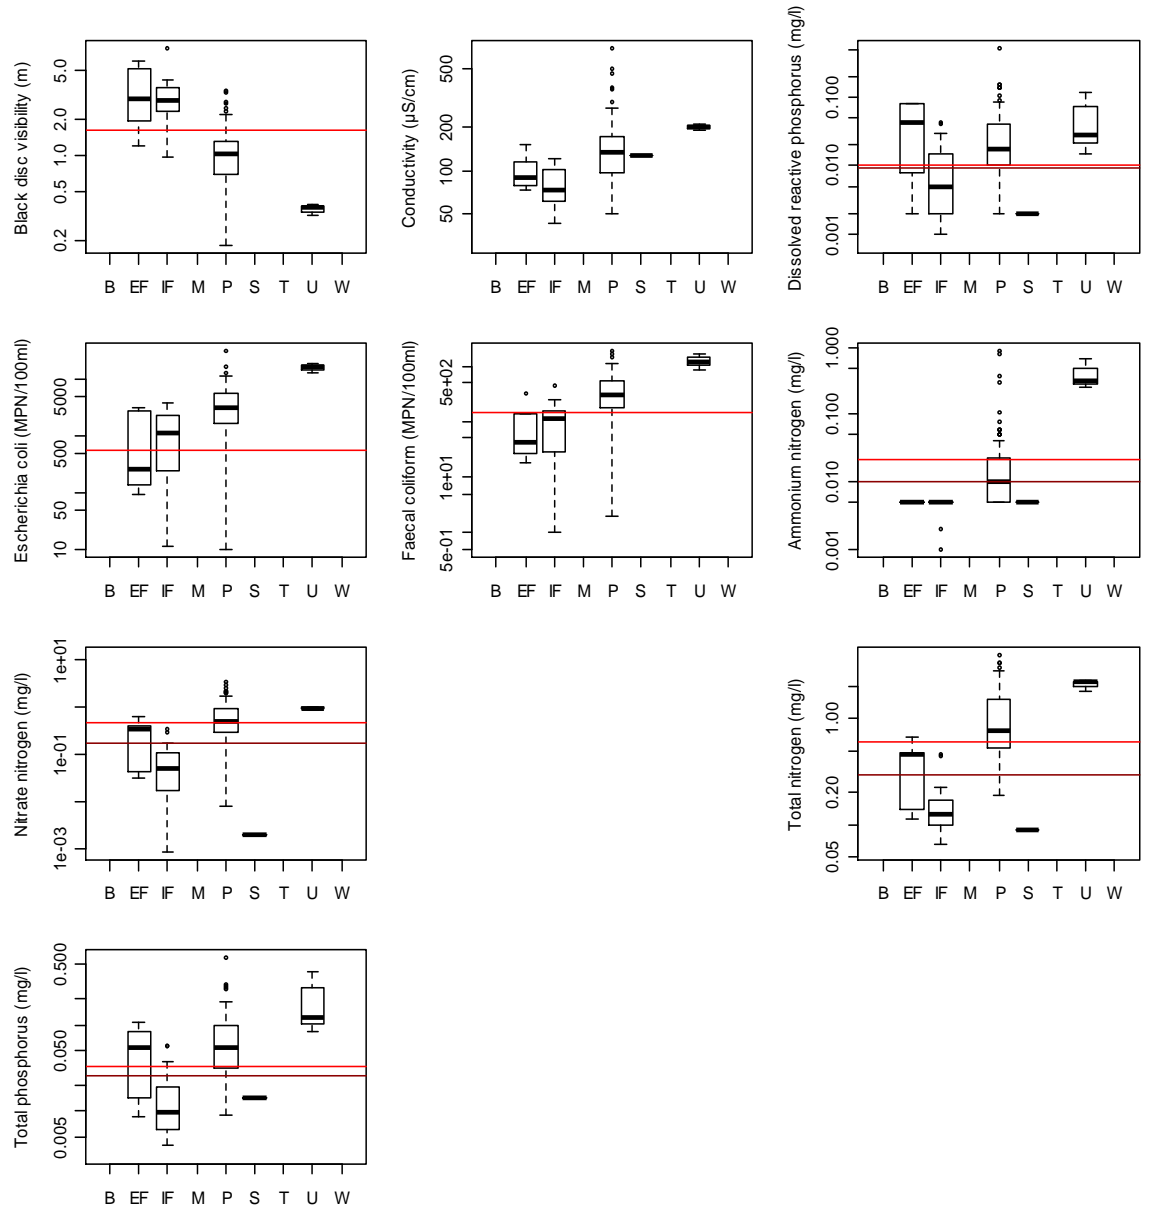 Black disc visibility (m)
5.0
2.0
1.0
0.5
0.2
B EF IF M P S T U W
Conductivity (µS/cm)
500
200
100
50
B EF IF M P S T U W
Dissolved reactive phosphorus (mg/l)
0.100
0.010
0.001
B EF IF M P S T U W
Escherichia coli (MPN/100ml)
5000
500
50
10
B EF IF M P S T U W
Faecal coliform (MPN/100ml)
5e+02
1e+01
5e-01
B EF IF M P S T U W
Ammonium nitrogen (mg/l)
1.000
0.100
0.010
0.001
B EF IF M P S T U W
Nitrate nitrogen (mg/l)
1e+01
1e-01
1e-03
B EF IF M P S T U W
Total nitrogen (mg/l)
1.00
0.20
0.05
B EF IF M P S T U W
Total phosphorus (mg/l)
0.500
0.050
0.005
B EF IF M P S T U W